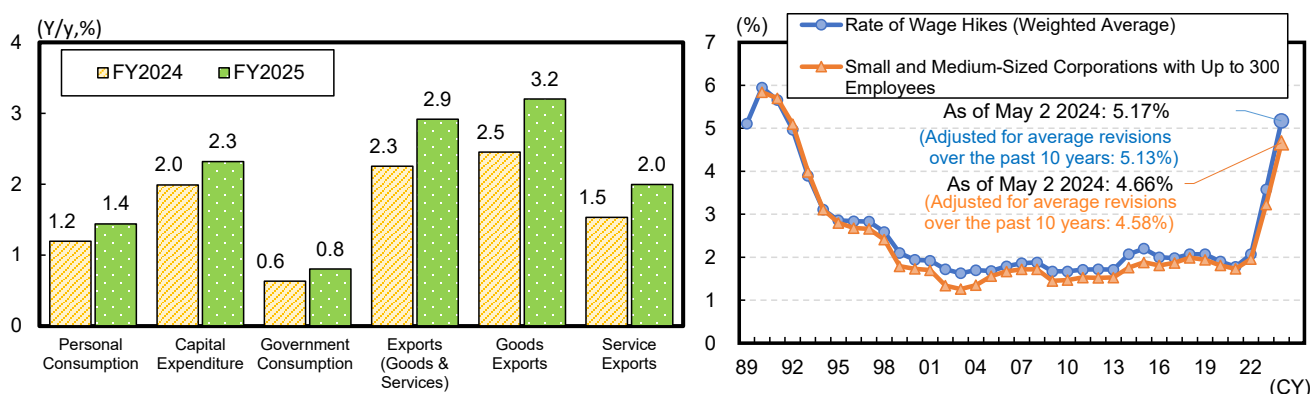 (Y/y,%)
4
3
2
1
0
FY2024
FY2025
1.2
1.4
2.0
2.3
0.6
0.8
2.3
2.9
2.5
3.2
1.5
2.0
Personal
Consumption
Capital
Expenditure
Government
Consumption
Exports
(Goods &
Services)
Goods
Exports
Service
Exports
(%)
7
6
5
4
3
2
1
0
Rate of Wage Hikes (Weighted Average)
Small and Medium-Sized Corporations with Up to 300
Employees
As of May 2 2024: 5.17%
(Adjusted for average revisions
over the past 10 years: 5.13%)
As of May 2 2024: 4.66%
(Adjusted for average revisions
over the past 10 years: 4.58%)
89 92 95 98 01 04 07 10 13 16 19 22
(CY)